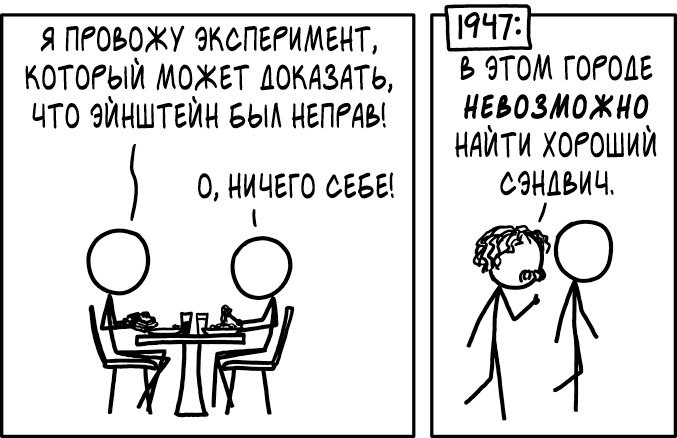 Я ПРОВОЖУ ЭКСПЕРИМЕНТ,
КОТОРЫЙ МОЖЕТ ДОКАЗАТЬ,
ЧТО ЭЙНШТЕЙН БЫЛ НЕПРАВ!
О, НИЧЕГО СЕБЕ!
1947:
В ЭТОМ ГОРОДЕ
НЕВОЗМОЖНО
НАЙТИ ХОРОШИЙ
СЭНДВИЧ.